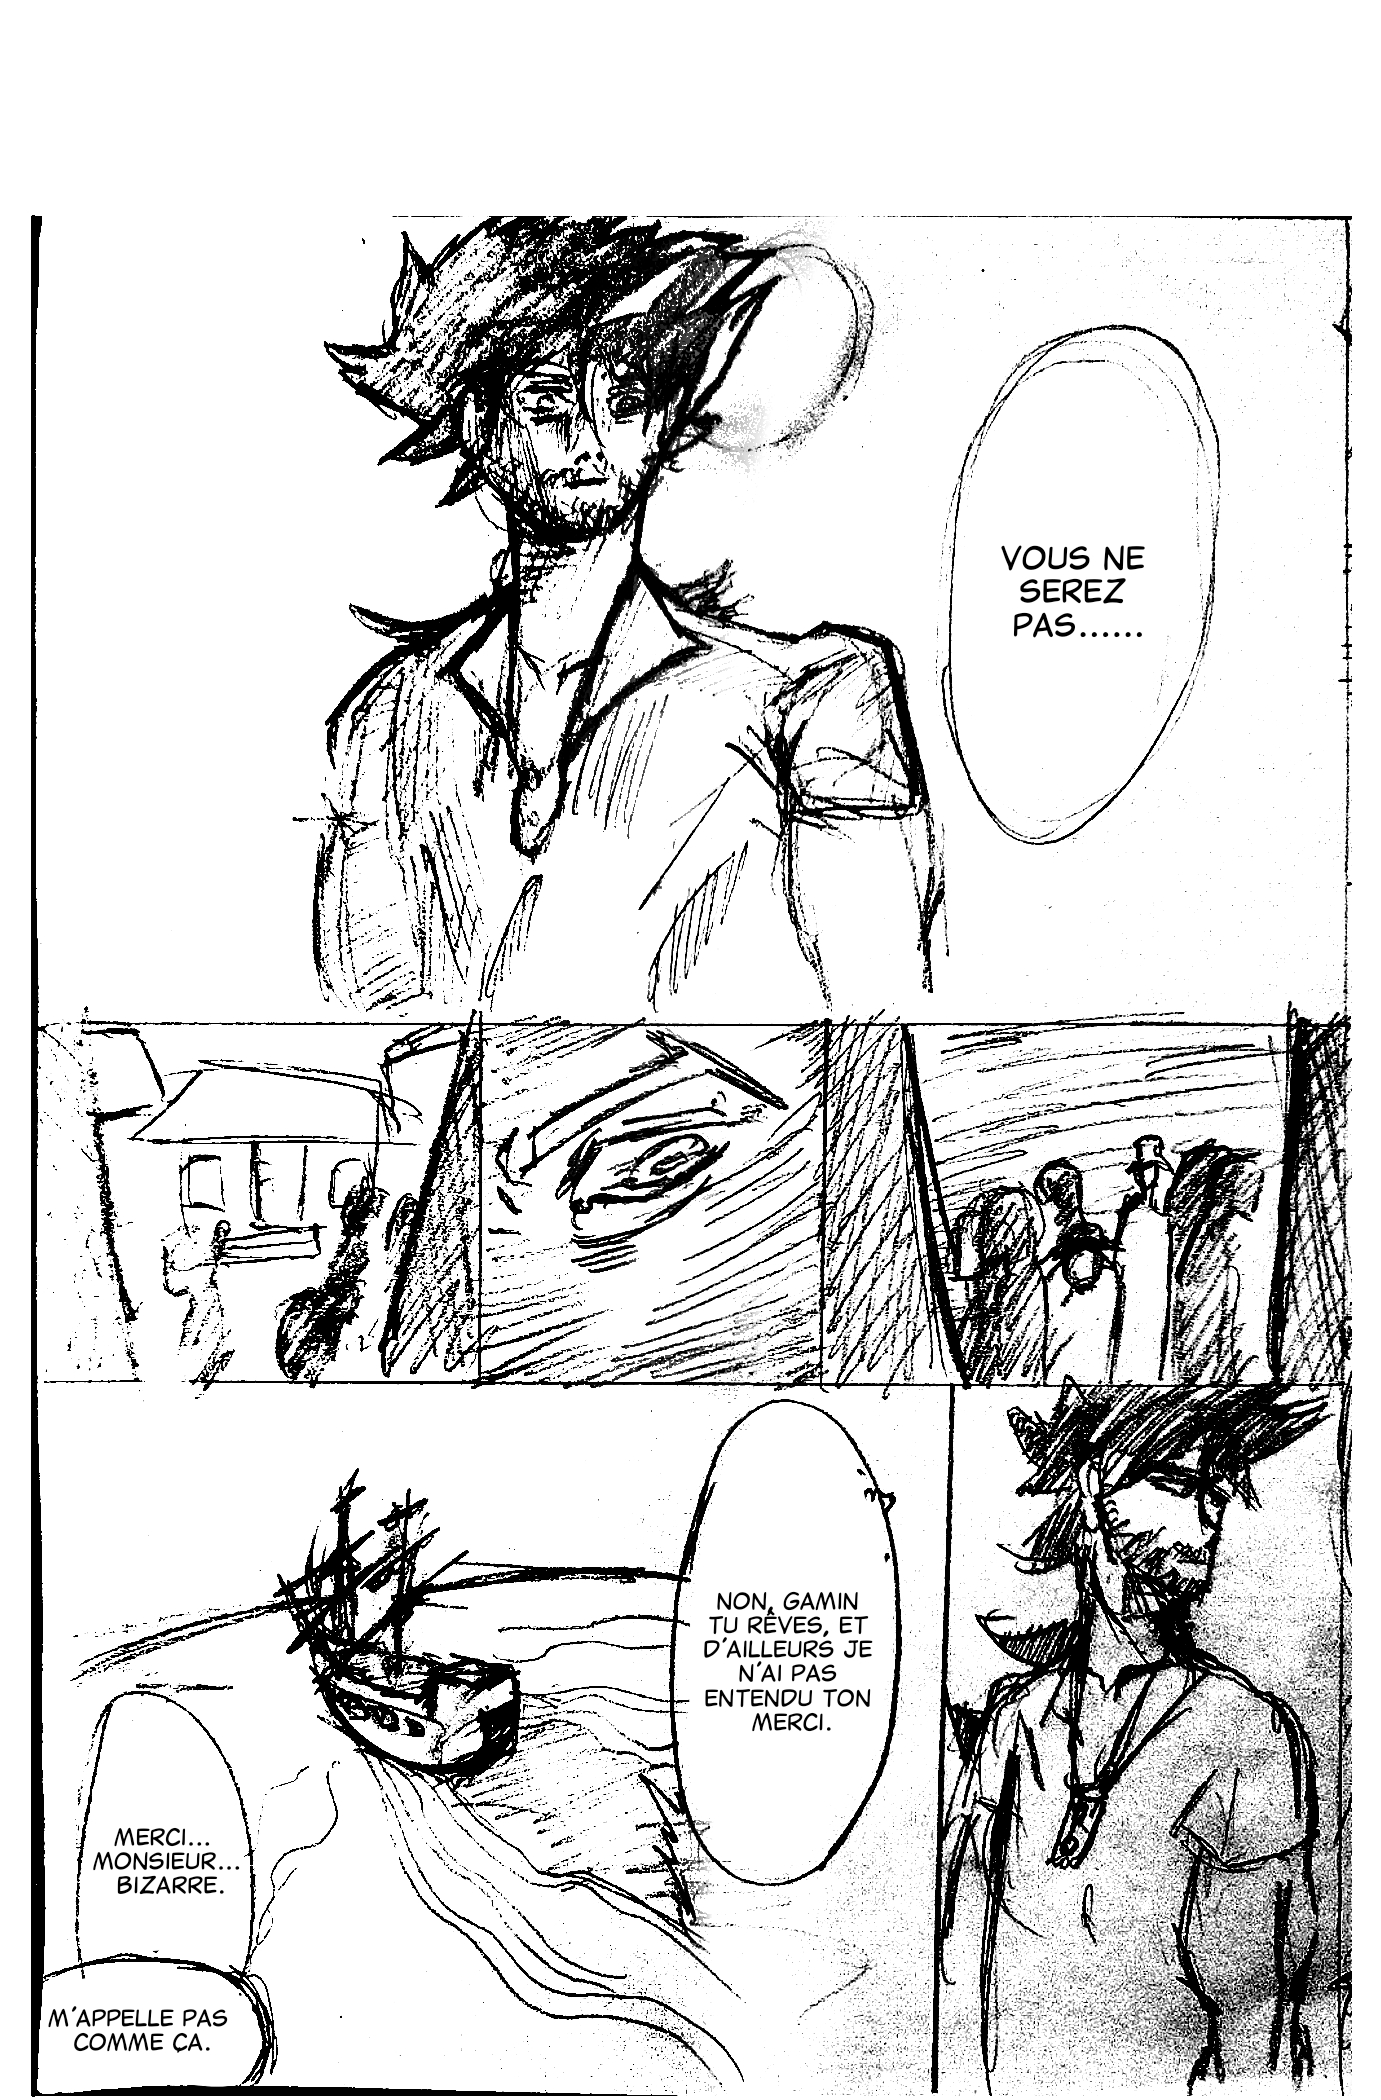 VOUS NE
SEREZ
PAS......
NON, GAMIN
TU RÊVES, ET
D'AILLEURS JE
N'AI PAS
ENTENDU TON
MERCI.
MERCI...
MONSIEUR...
BIZARRE.
M'APPELLE PAS
COMME ÇA.